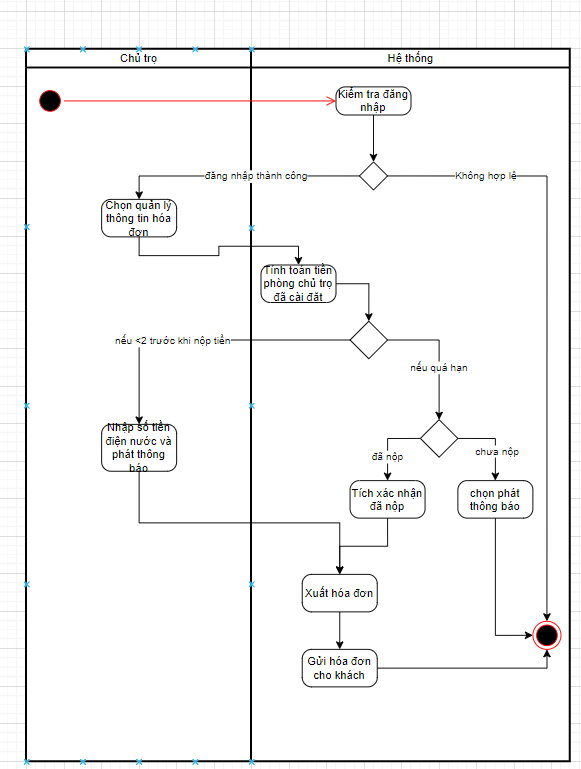 Chủ trọ
Hệ thống
Kiểm tra đăng
nhập
đăng nhập thành công
Không hợp lệ
Chọn quản lý
thông tin hóa
đơn
Tính toán tiền
phòng chủ trọ
đã cài đặt
nếu <2 trước khi nộp tiền
nếu quá hạn
Nhập số tiền
điện nước và
phát thông
báo
đã nộp
chưa nộp
Tích xác nhận
đã nộp
chọn phát
thông báo
Xuất hóa đơn
Gửi hóa đơn
cho khách